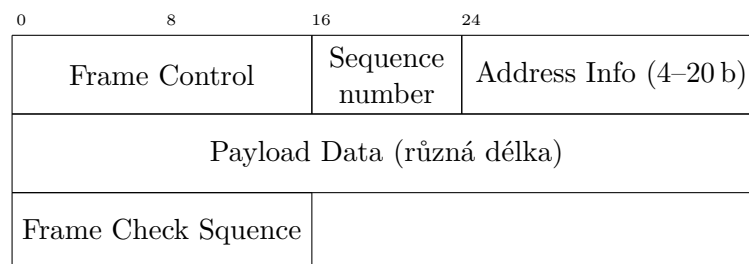 0 8 16 24
Frame Control Sequence number Address Info (4–20 b)
Payload Data (různá délka)
Frame Check Squence